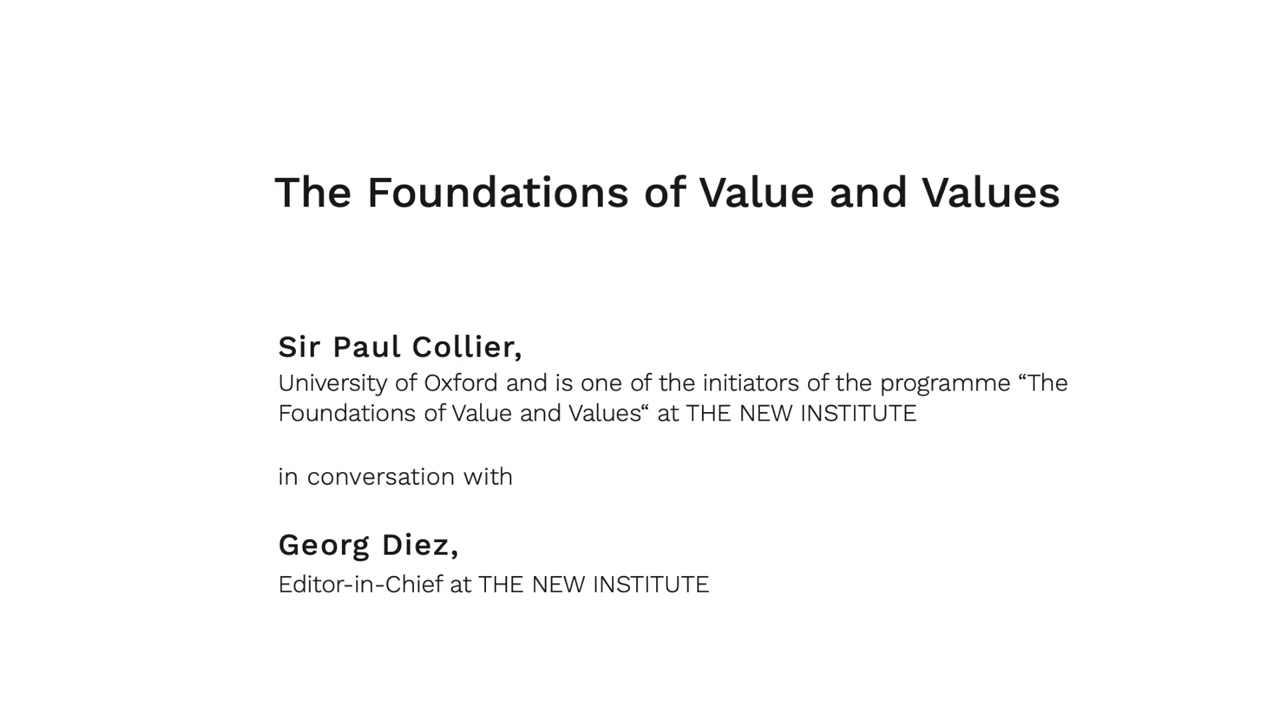 The Foundations of Value and Values
Sir Paul Collier,
University of Oxford and is one of the initiators of the programme “The
Foundations of Value and Values“ at THE NEW INSTITUTE
in conversation with
Georg Diez,
Editor-in-Chief at THE NEW INSTITUTE